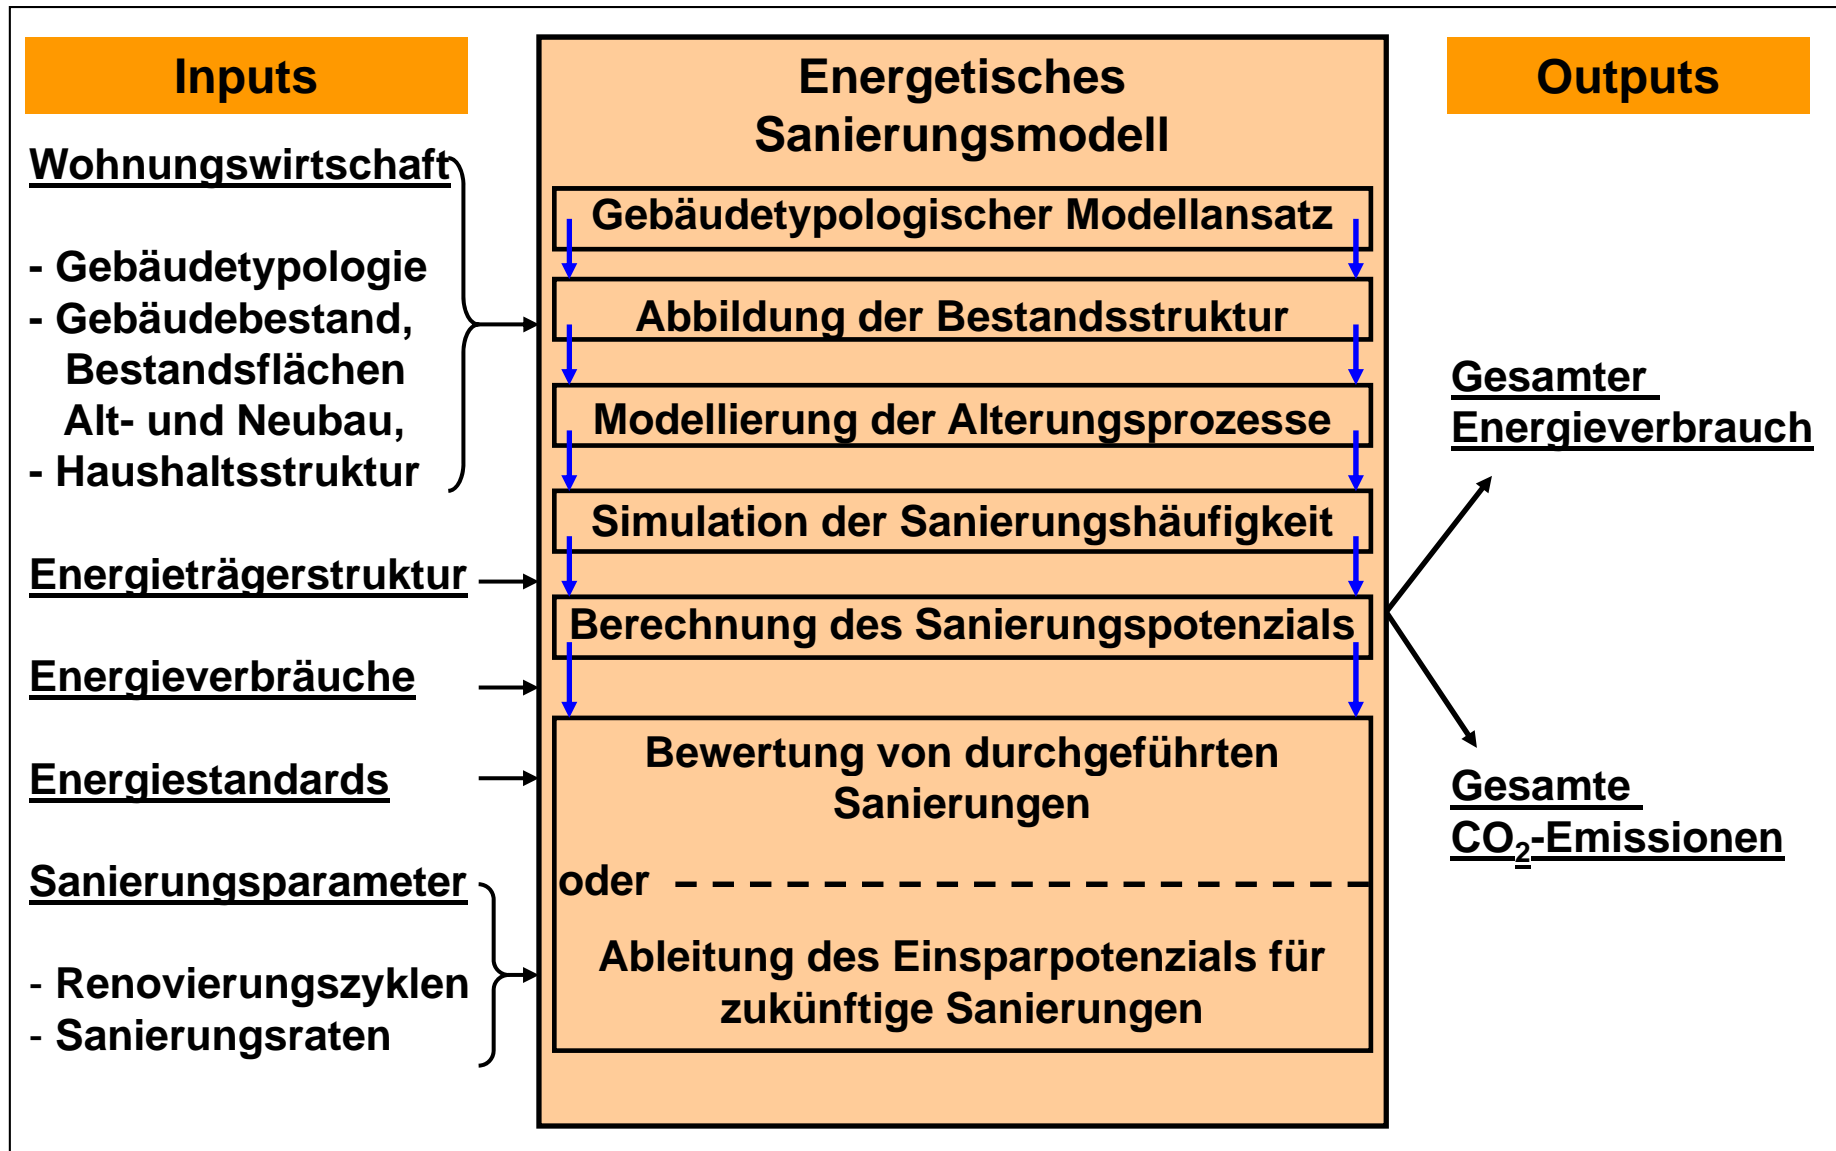 Inputs
Wohnungswirtschaft
- Gebäudetypologie
- Gebäudebestand,
Bestandsflächen
Alt- und Neubau,
- Haushaltsstruktur
Energieträgerstruktur
Energieverbräuche
Energiestandards
Sanierungsparameter
- Renovierungszyklen
- Sanierungsraten
Energetisches
Sanierungsmodell
Gebäudetypologischer Modellansatz
Abbildung der Bestandsstruktur
Modellierung der Alterungsprozesse
Simulation der Sanierungshäufigkeit
Berechnung des Sanierungspotenzials
Bewertung von durchgeführten
Sanierungen
oder
Ableitung des Einsparpotenzials für
zukünftige Sanierungen
Outputs
Gesamter
Energieverbrauch
Gesamte
CO₂-Emissionen